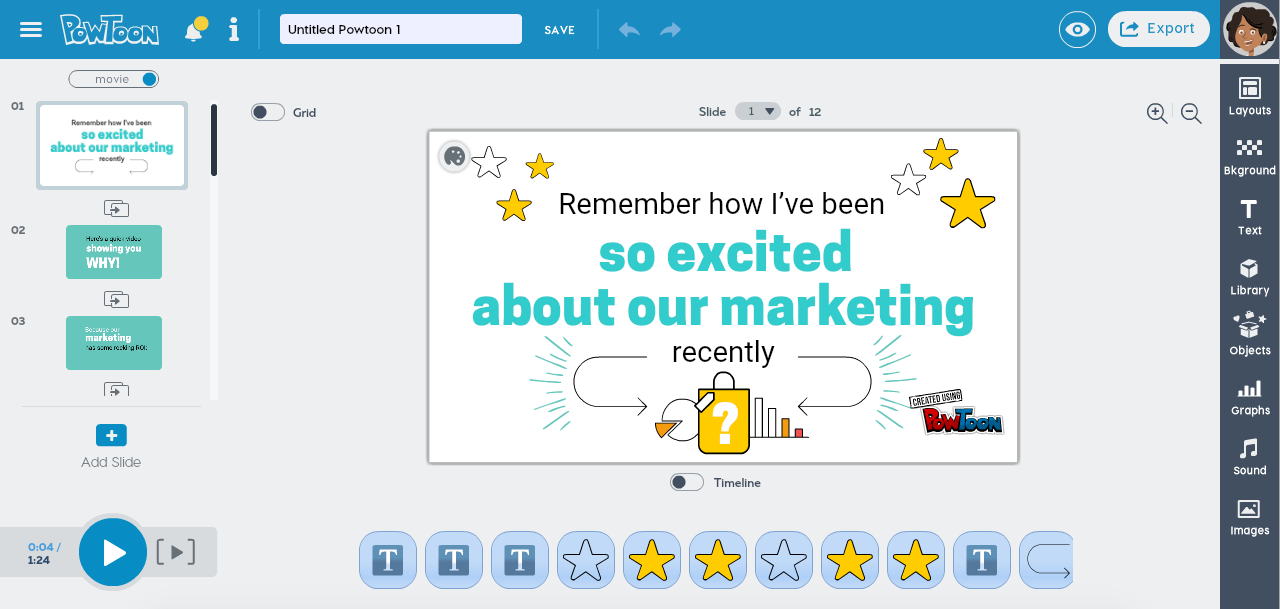 POWTOON
Untitled Powtoon 1
SAVE
Export
movie
01
Remember how I've been
so excited
about our marketing
recently
02
Here's a quick video
showing you
WHY!
03
Because our
marketing
has some rocking ROI:
Add Slide
0:04 /
1:24
Grid
Slide 1 of 12
Remember how I've been
so excited
about our marketing
recently
?
CREATED USING
POWTOON
Timeline
T
T
T
T
Layouts
Bkground
Text
Library
Objects
Graphs
Sound
Images